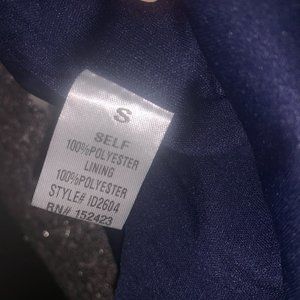 S
SELF
100%POLYESTER
LINING
100%POLYESTER
STYLE# ID2604
RN# 152423